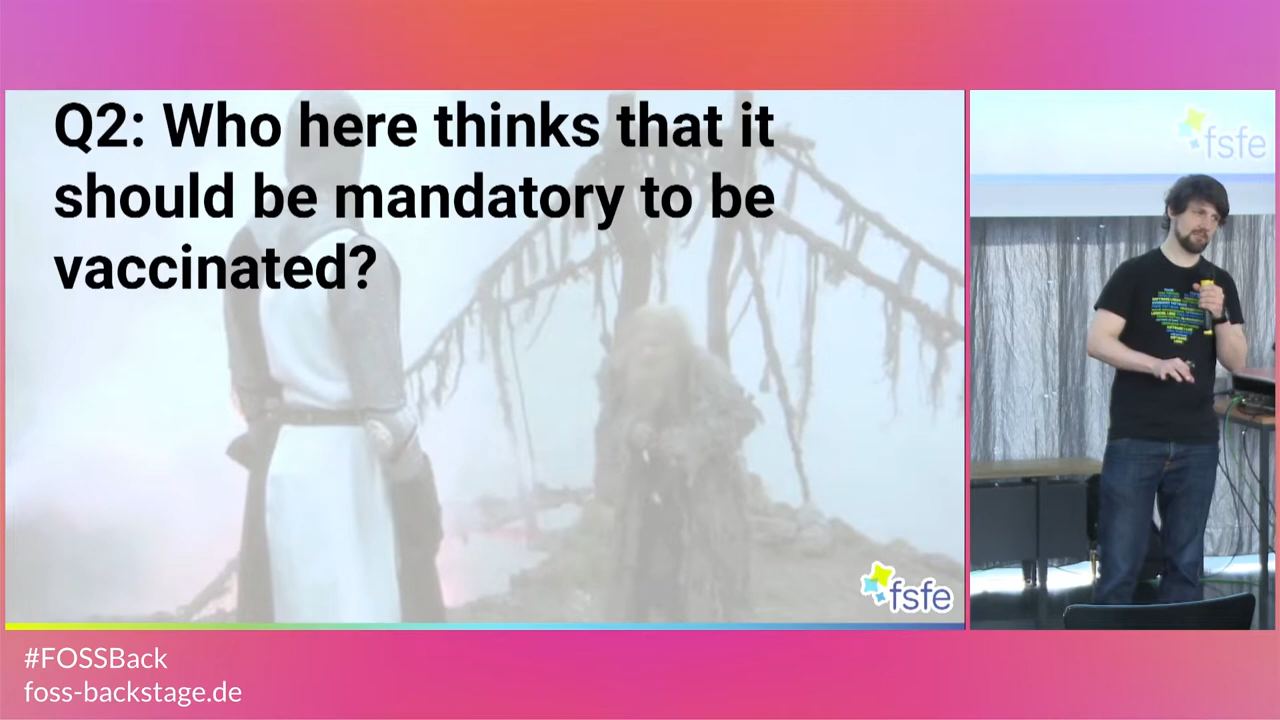 Q2: Who here thinks that it
should be mandatory to be
vaccinated?
fsfe
fsfe
#FOSSBack
foss-backstage.de